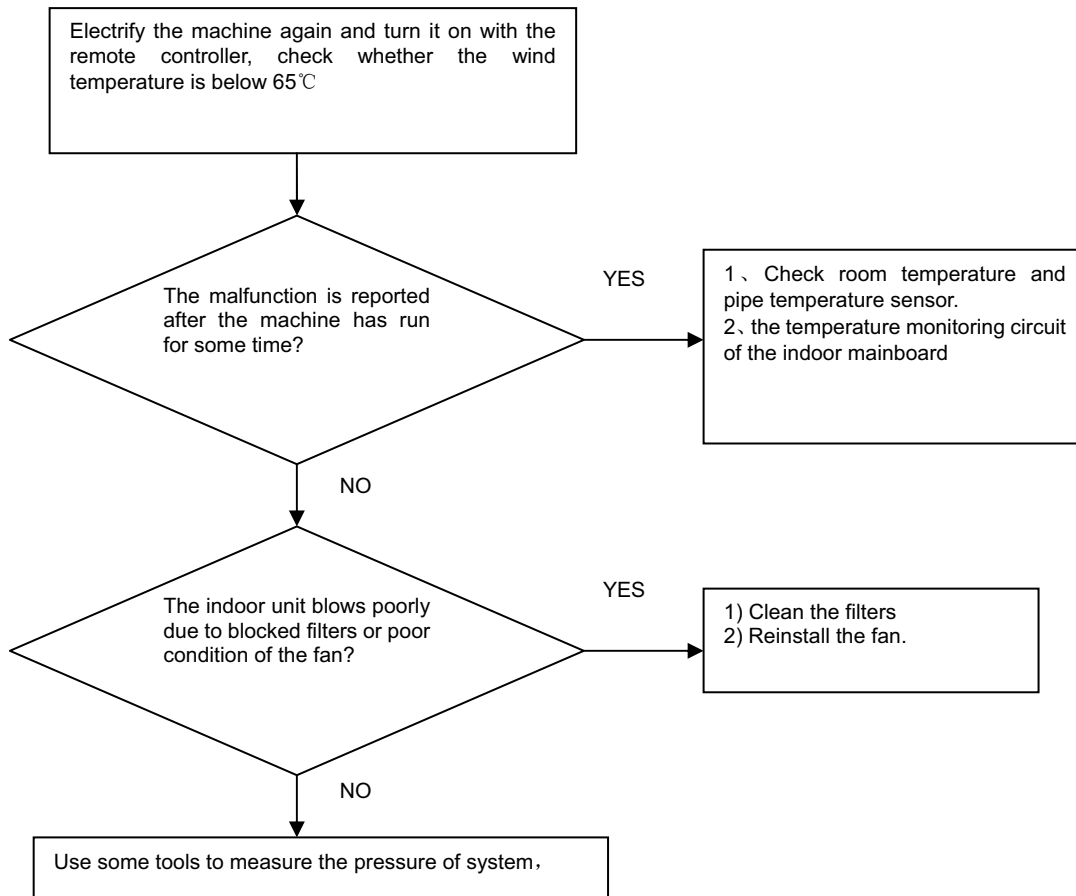 Electrify the machine again and turn it on with the
remote controller, check whether the wind
temperature is below 65℃
The malfunction is reported
after the machine has run
for some time?
YES
1、Check room temperature and
pipe temperature sensor.
2、the temperature monitoring circuit
of the indoor mainboard
NO
The indoor unit blows poorly
due to blocked filters or poor
condition of the fan?
YES
1) Clean the filters
2) Reinstall the fan.
NO
Use some tools to measure the pressure of system，